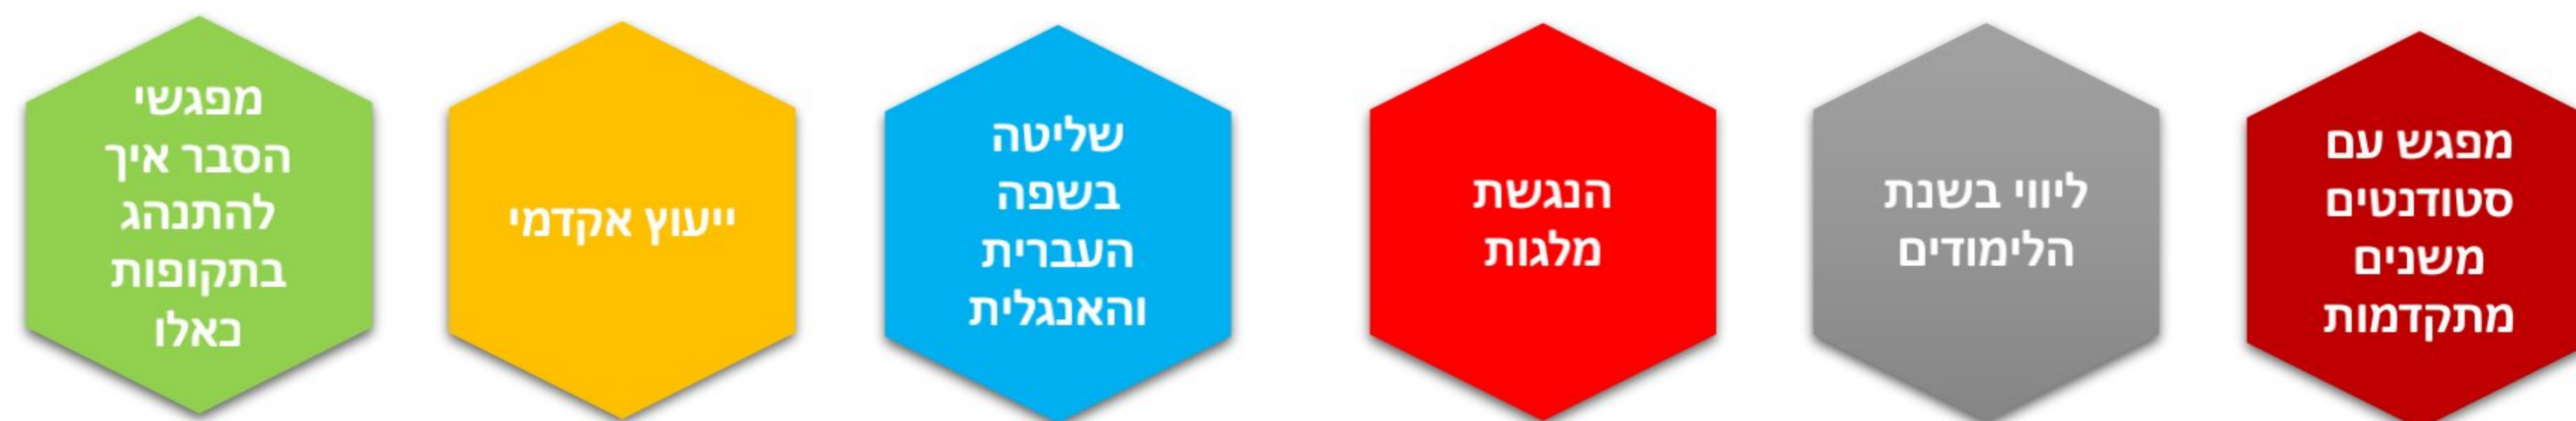 מפגש עם
סטודנטים
משנים
מתקדמות
ליווי בשנת
הלימודים
הנגשת
מלגות
שליטה
בשפה
העברית
והאנגלית
ייעוץ אקדמי
מפגשי
הסבר איך
להתנהג
בתקופות
כאלו